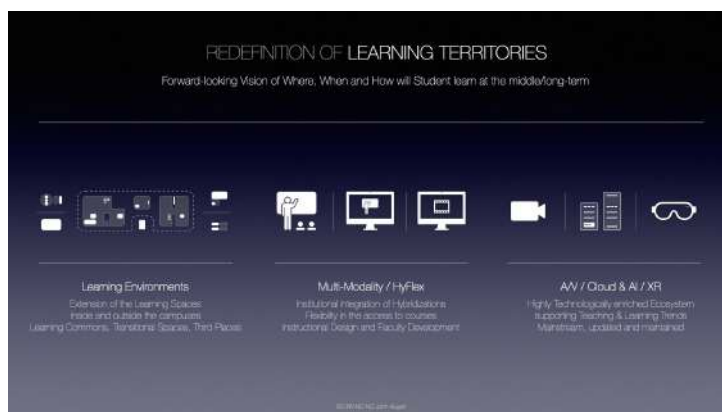 REDEFINITION OF LEARNING TERRITORIES
Forward-looking Vision of Where, When and How will Student learn at the middle/long-term
Learning Environments
Extension of the Learning Spaces
inside and outside the campuses
Learning Commons, Transitional Spaces, Third Places
Multi-Modality / HyFlex
Institutional Integration of Hybridizations
Flexibility in the access to courses
Instructional Design and Faculty Development
A/V / Cloud & AI / XR
Highly Technologically enriched Ecosystem
supporting Teaching & Learning Trends
Mainstream, updated and maintained